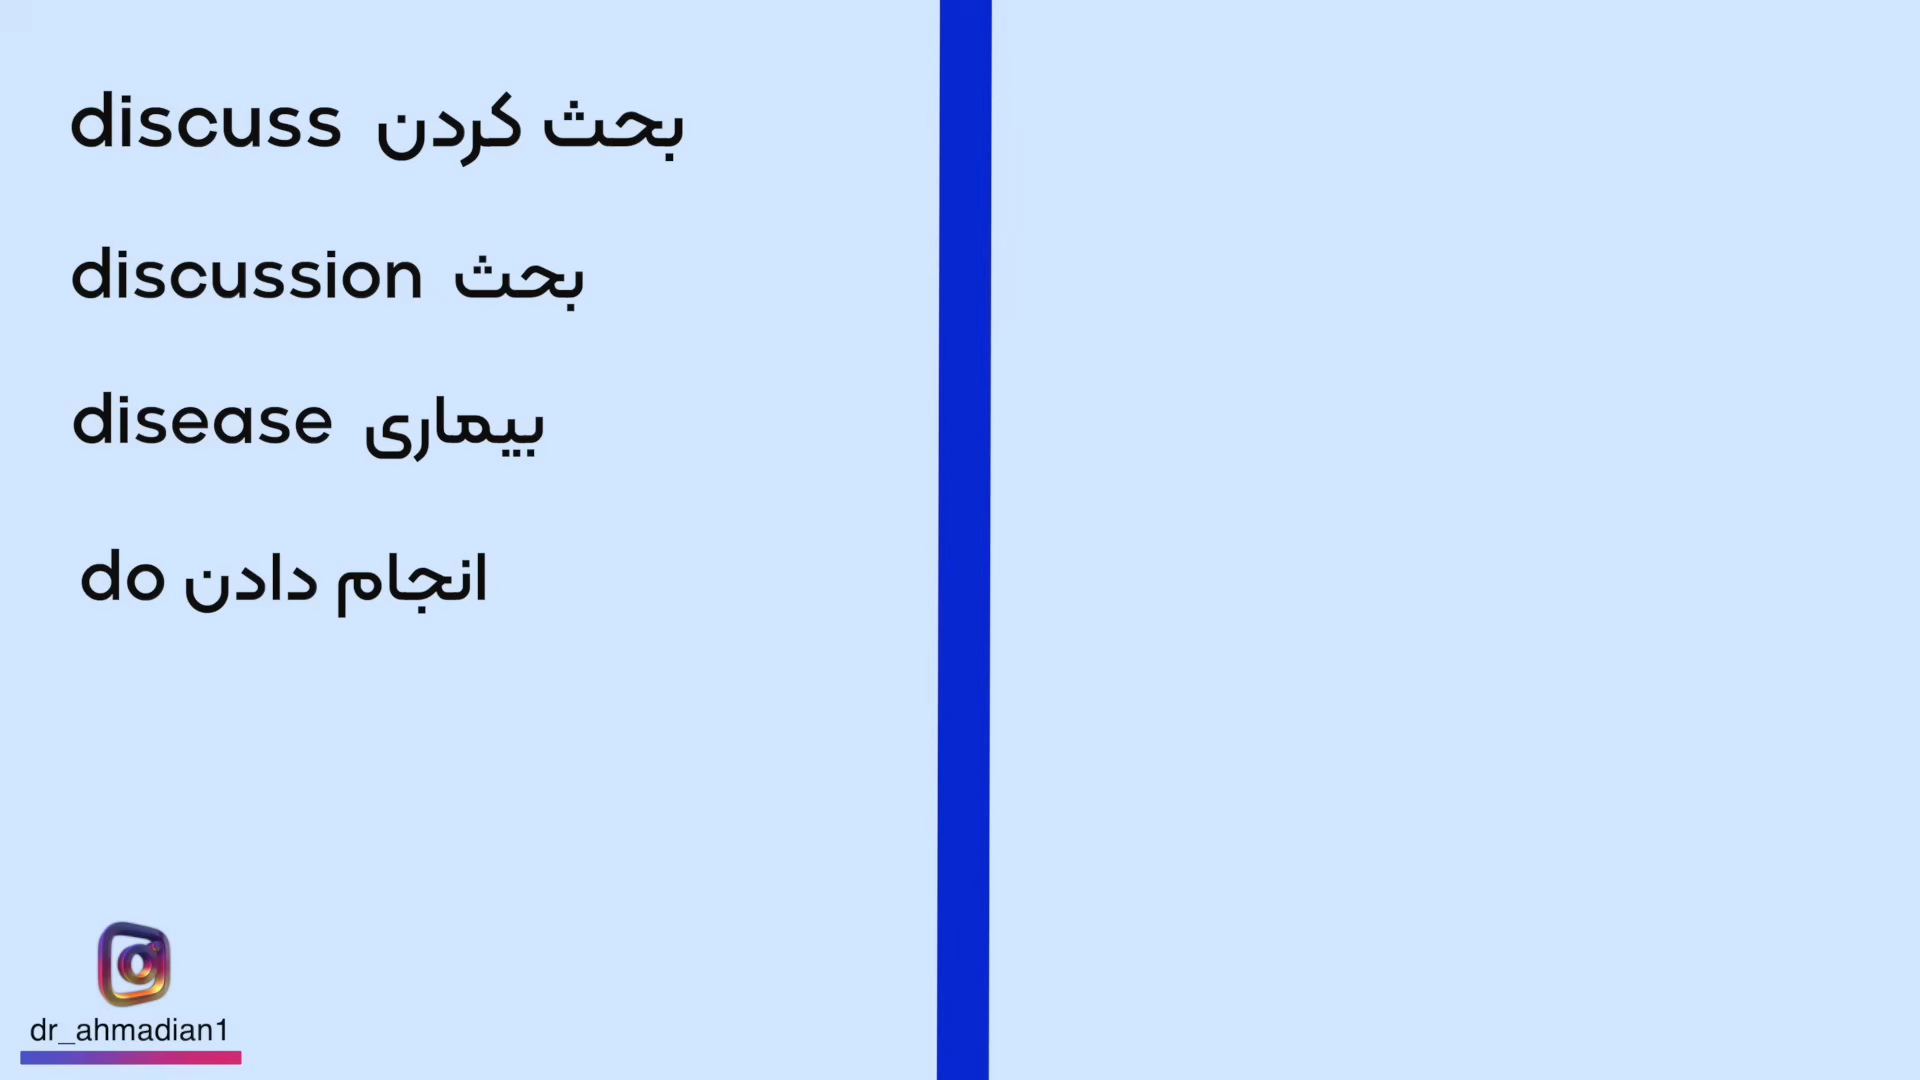 discuss بحث کردن
discussion بحث
disease بیماری
do انجام دادن
dr_ahmadian1